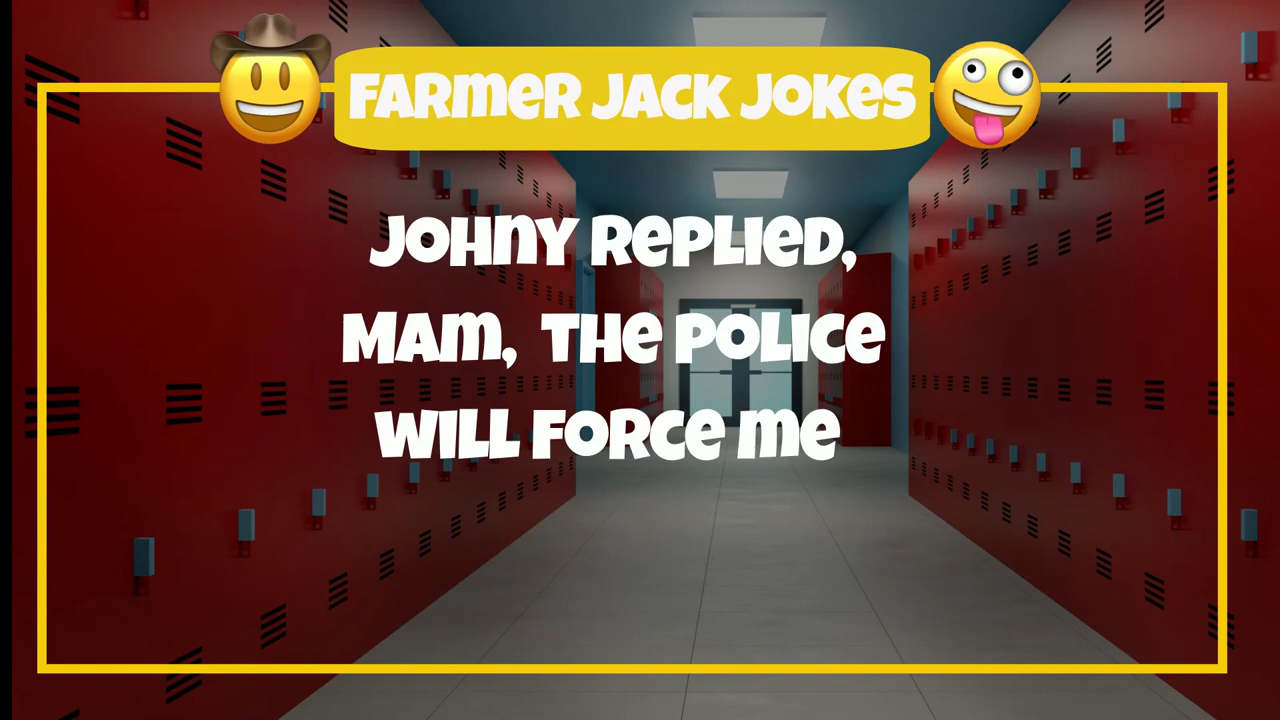 FARMER JACK JOKES
JOHNY REPLIED,
MAM, THE POLICE
WILL FORCE ME